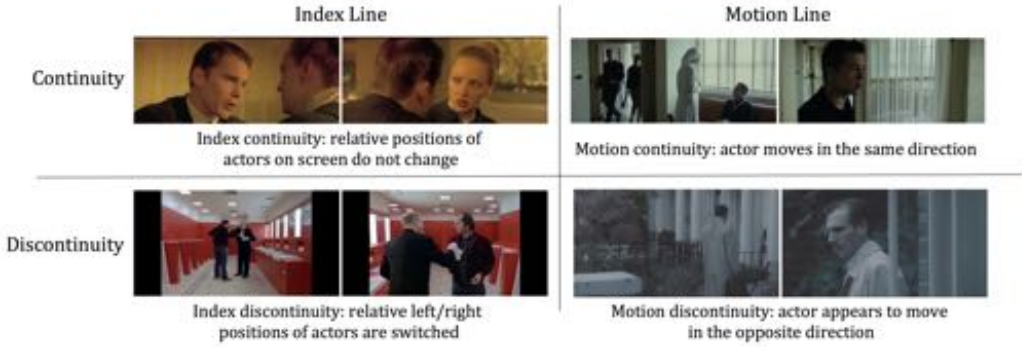 Index Line
Motion Line
Continuity
Index continuity: relative positions of
actors on screen do not change
Motion continuity: actor moves in the same direction
Discontinuity
Index discontinuity: relative left/right
positions of actors are switched
Motion discontinuity: actor appears to move
in the opposite direction